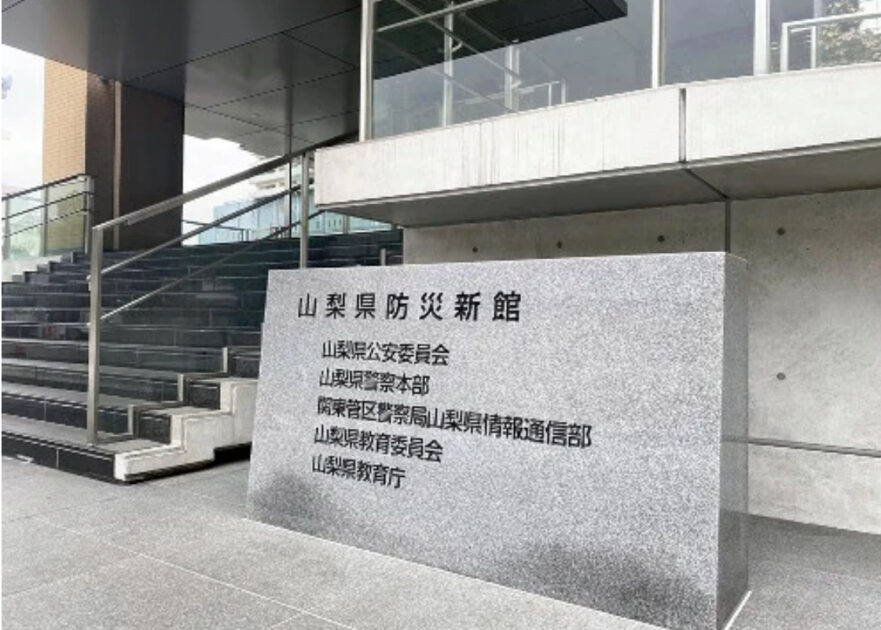 山梨県防災新館
山梨県公安委員会
山梨県警察本部
関東管区警察局山梨県情報通信部
山梨県教育委員会
山梨県教育庁